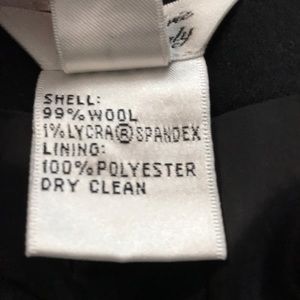 SHELL:
99% WOOL
1% LYCRA® SPANDEX
LINING:
100% POLYESTER
DRY CLEAN